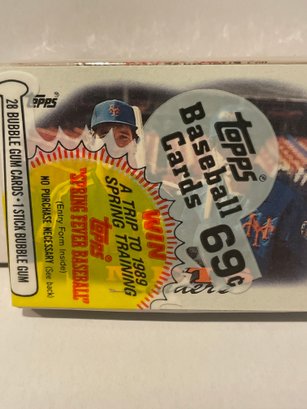 28 BUBBLE GUM CARDS • 1 STICK BUBBLE GUM
Topps
Topps
Baseball
Cards
69¢
WIN
A TRIP TO 1989
SPRING TRAINING
Topps
"SPRING FEVER BASEBALL"
(Entry Form Inside)
NO PURCHASE NECESSARY (See back)